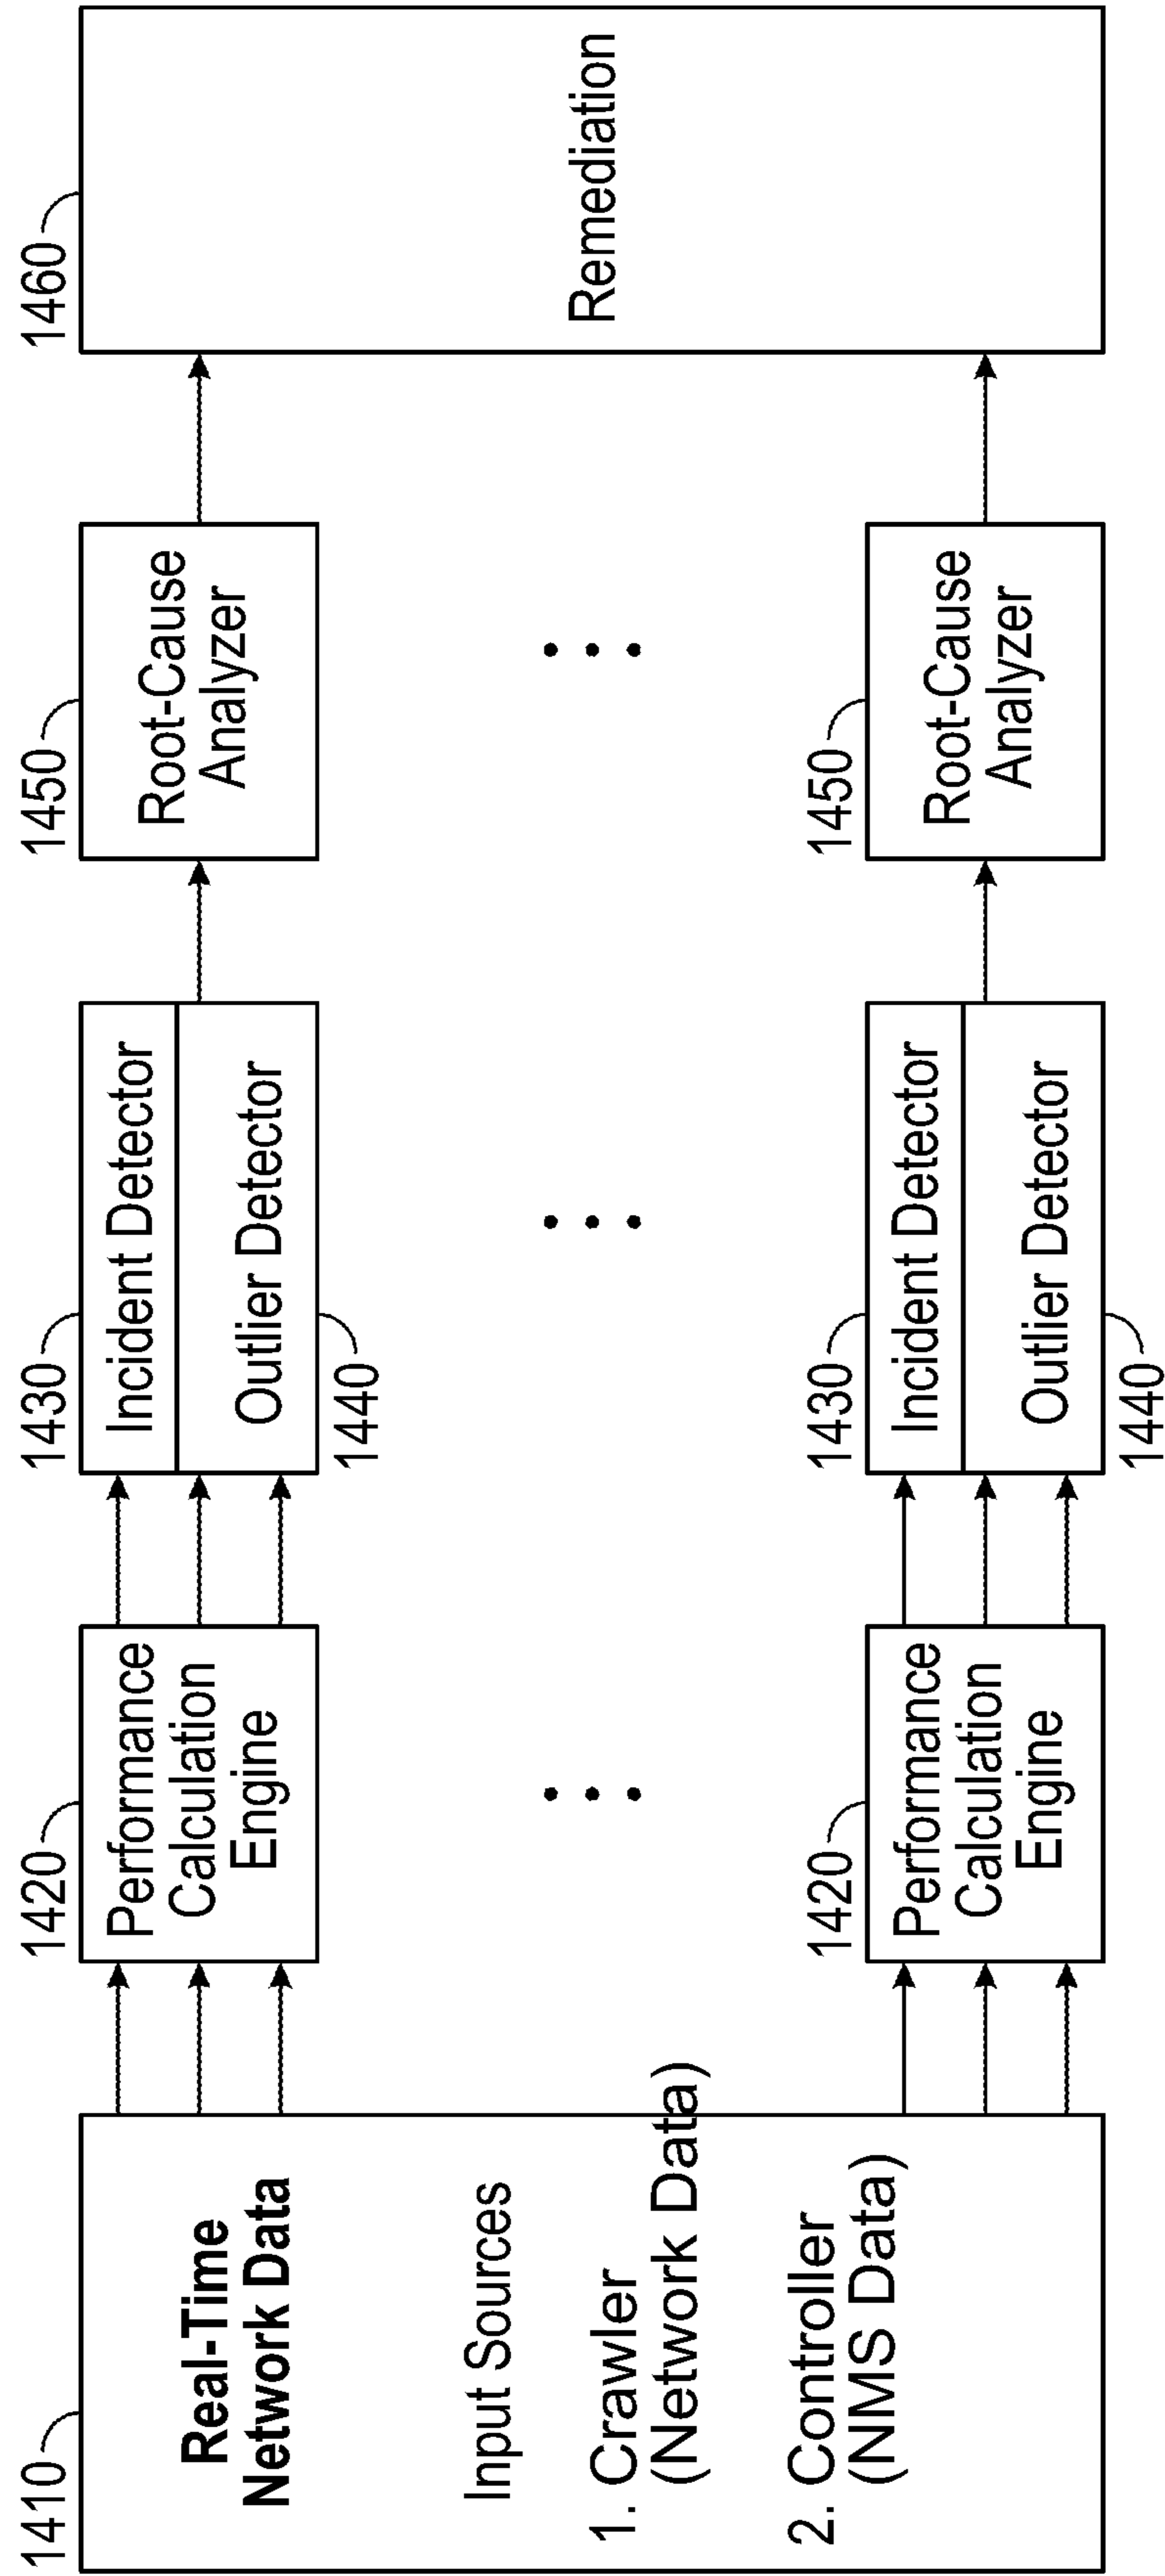 1410
Real-Time
Network Data
Input Sources
1. Crawler
(Network Data)
2. Controller
(NMS Data)
1420
Performance
Calculation
Engine
1430
Incident Detector
Outlier Detector
1440
1450
Root-Cause
Analyzer
1460
Remediation
1420
Performance
Calculation
Engine
1430
Incident Detector
Outlier Detector
1440
1450
Root-Cause
Analyzer